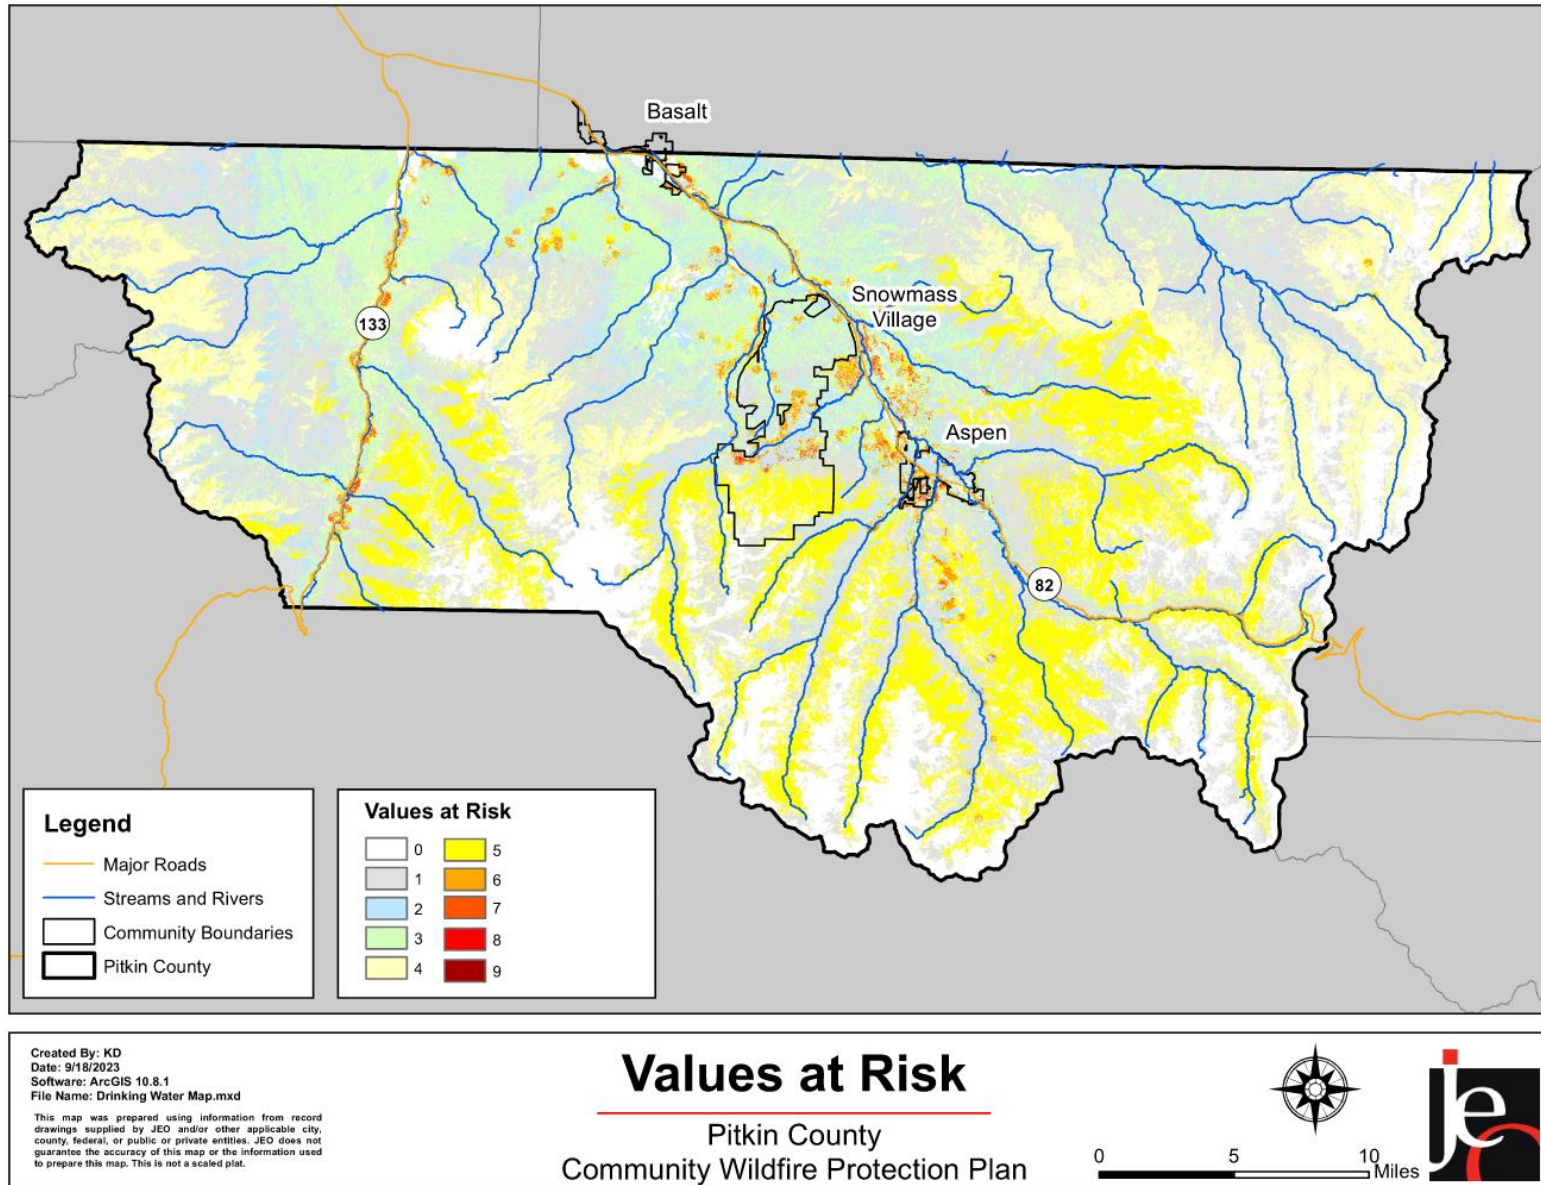 Basalt
Snowmass
Village
133
Aspen
82
Legend
Major Roads
Streams and Rivers
Community Boundaries
Pitkin County
Values at Risk
0
1
2
3
4
5
6
7
8
9
Created By: KD
Date: 9/18/2023
Software: ArcGIS 10.8.1
File Name: Drinking Water Map.mxd
This map was prepared using information from record
drawings supplied by JEO and/or other applicable city,
county, federal, or public or private entities. JEO does not
guarantee the accuracy of this map or the information used
to prepare this map. This is not a scaled plat.
Values at Risk
Pitkin County
Community Wildfire Protection Plan
0 5 10
Miles
jeo